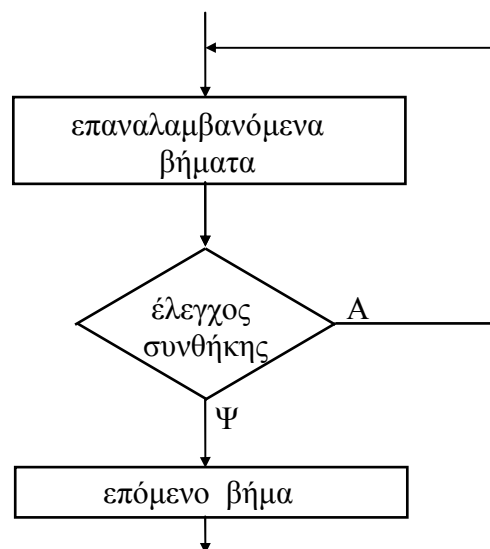 επαναλαμβανόμενα
βήματα
έλεγχος
συνθήκης
Α
Ψ
επόμενο βήμα